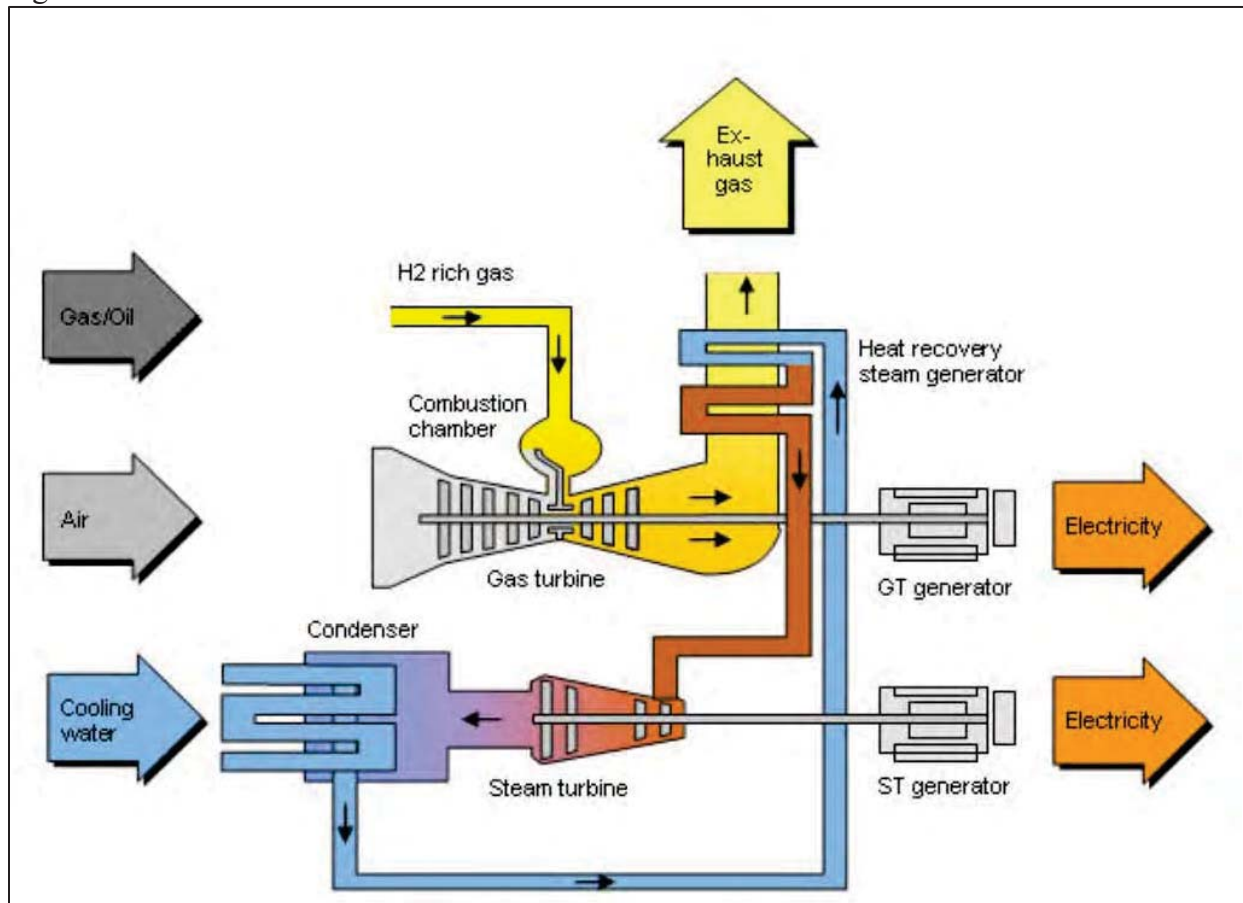 Ex-
haust
gas
H2 rich gas
Gas/Oil
Heat recovery
steam generator
Combustion
chamber
Air
Electricity
Gas turbine
GT generator
Condenser
Cooling
water
Electricity
Steam turbine
ST generator